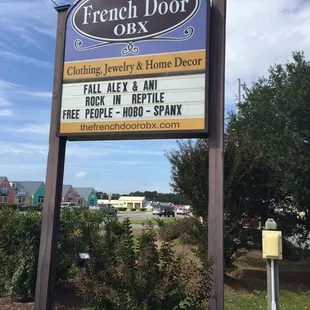 French Door
OBX
Clothing, Jewelry & Home Decor
FALL ALEX & ANI
ROCK IN REPTILE
FREE PEOPLE - HOBO - SPANX
thefrenchdoorobx.com